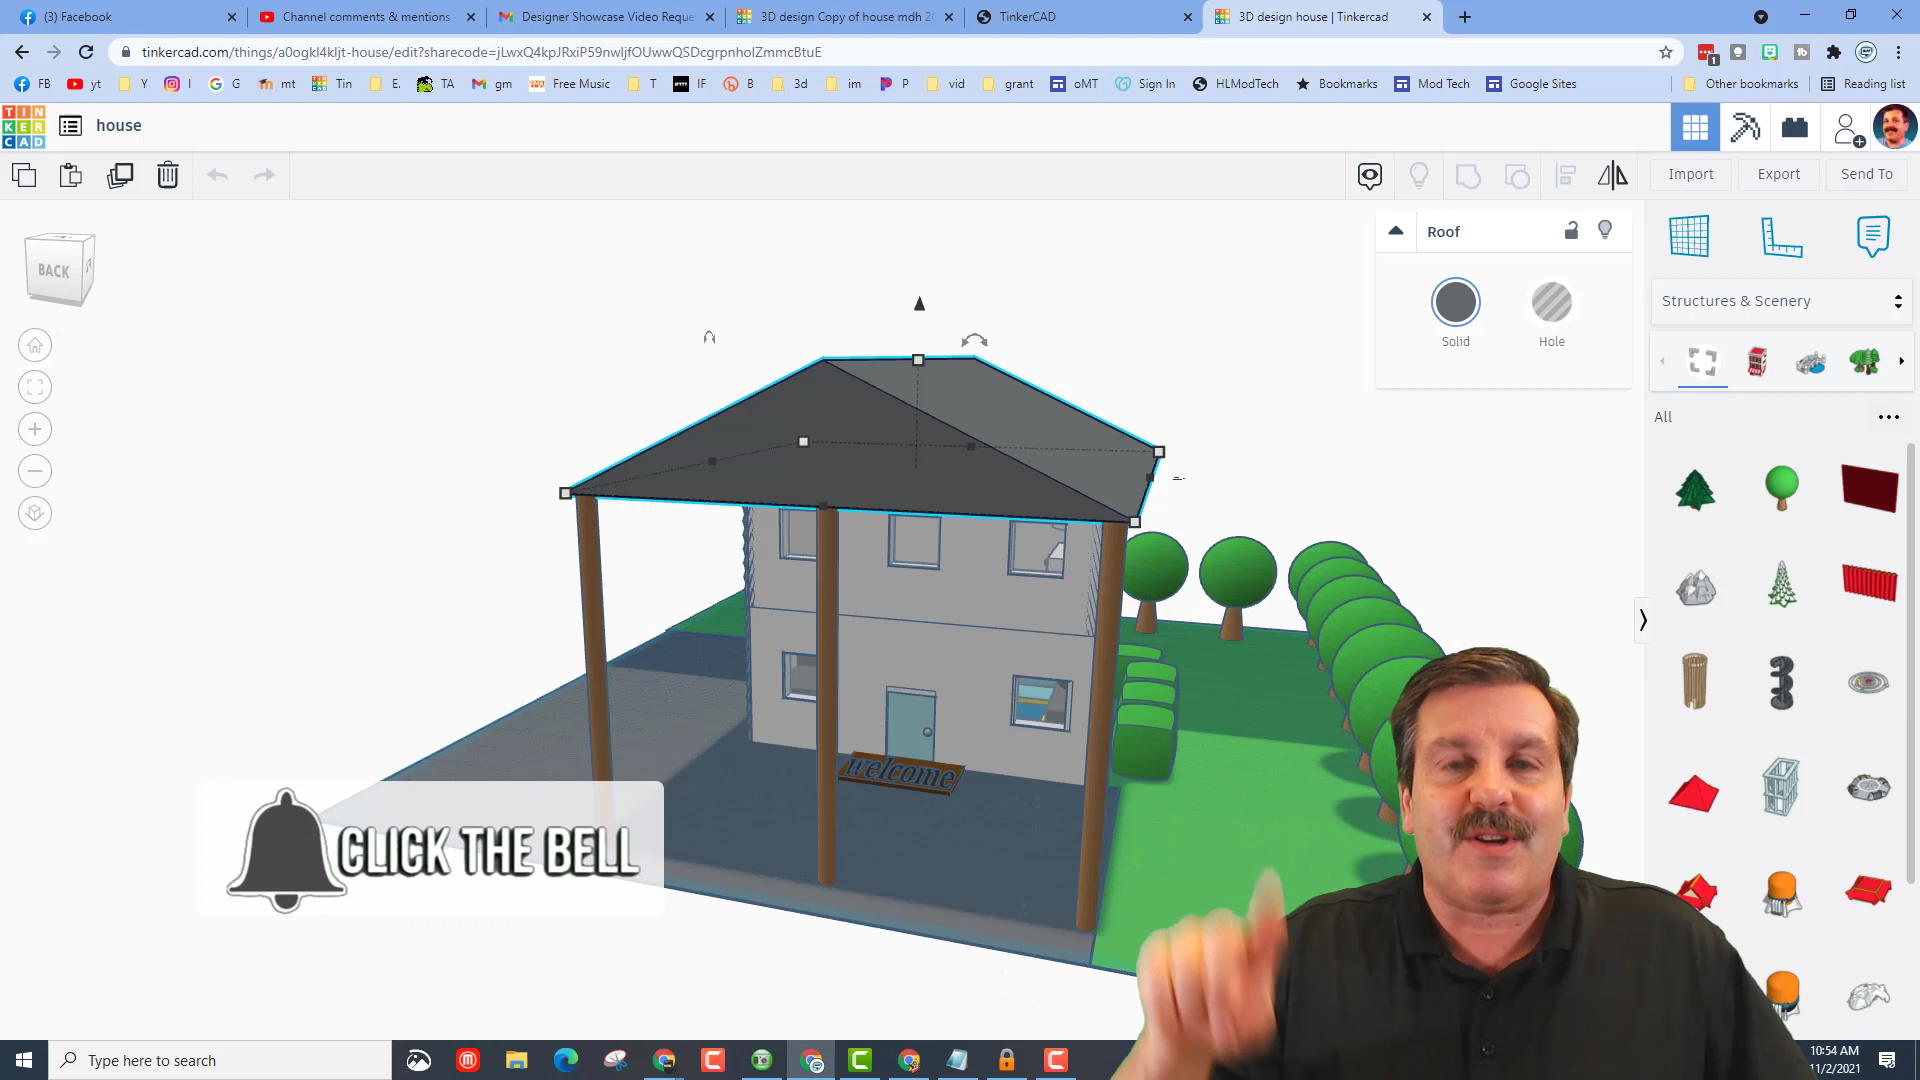 (3) Facebook
Channel comments & mentions
Designer Showcase Video Reque
3D design Copy of house mdh 20
TinkerCAD
3D design house | Tinkercad
tinkercad.com/things/a0ogkl4kljt-house/edit?sharecode=jLwxQ4kpJRxiP59nwljfOUwwQSDcgrpnholZmmcBtuE
1
FB
yt
Y
I
G
mt
Tin
E.
TA
gm
Free Music
T
IF
B
3d
im
P
vid
grant
oMT
Sign In
HLModTech
Bookmarks
Mod Tech
Google Sites
Other bookmarks
Reading list
TIN
KER
CAD
house
Import
Export
Send To
BACK
Roof
Solid
Hole
Structures & Scenery
All
welcome
CLICK THE BELL
Type here to search
10:54 AM
11/2/2021